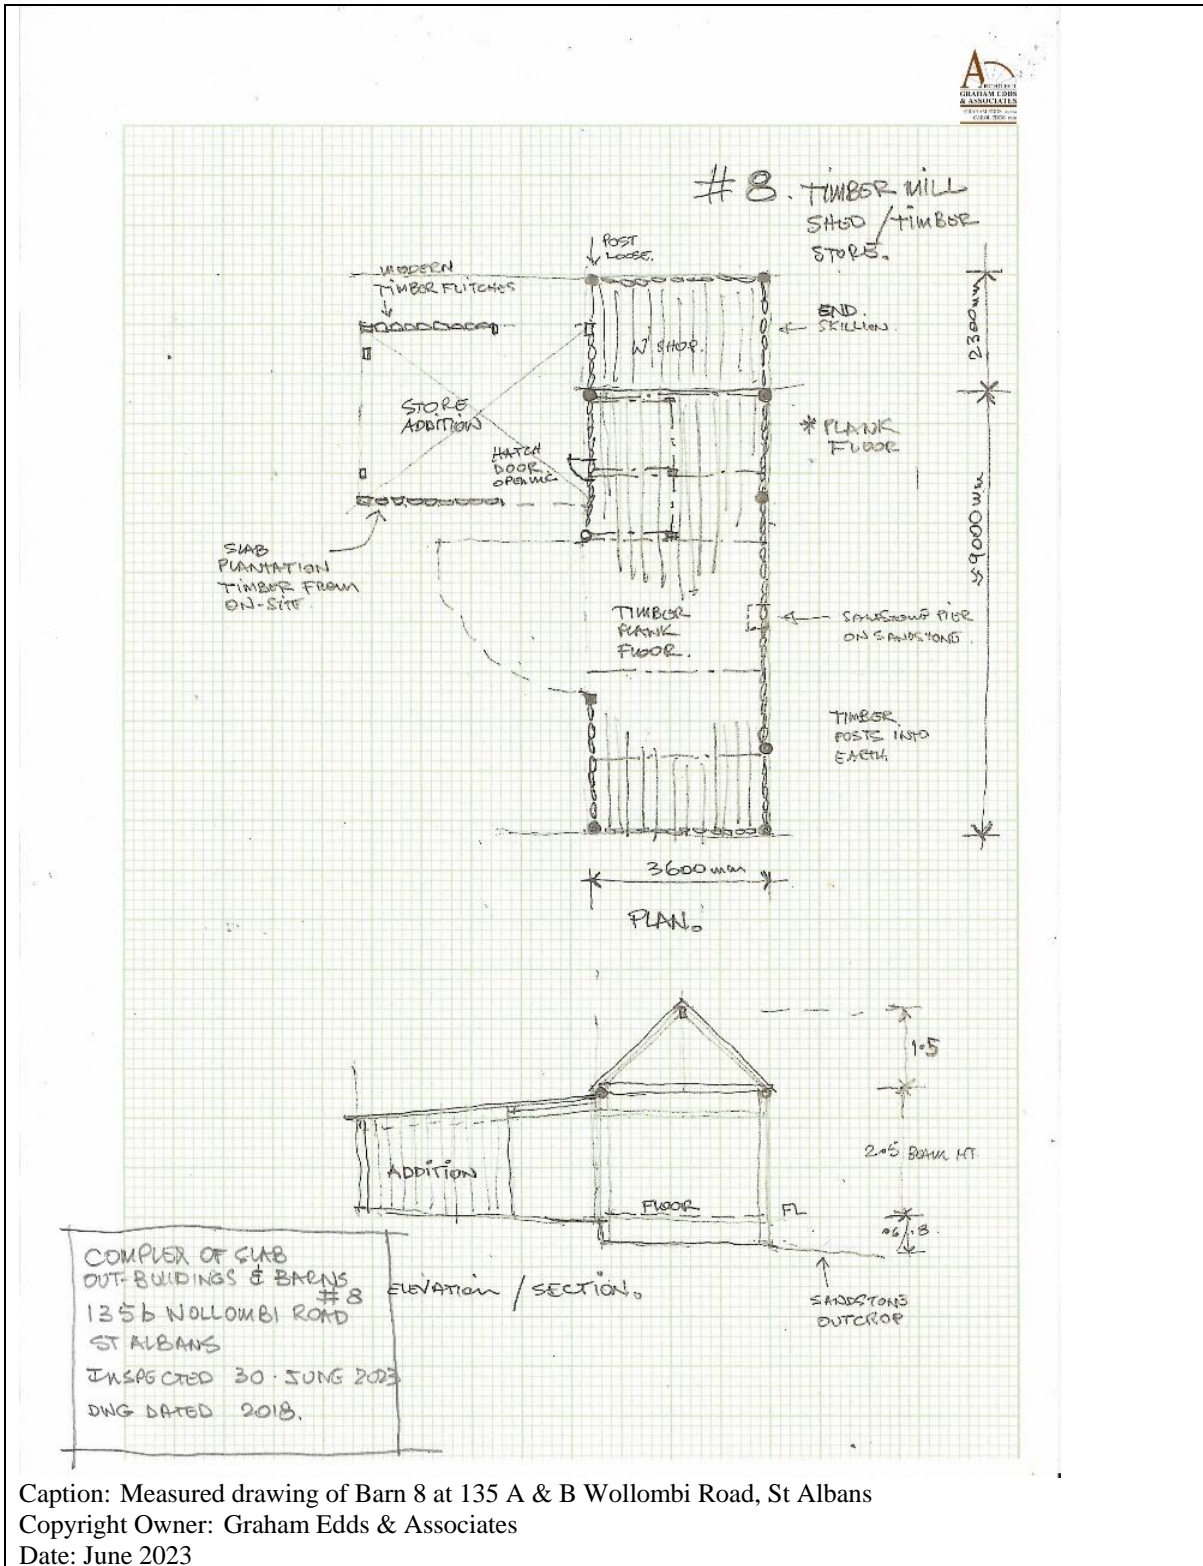 ARCHITECT
GRAHAM EDDS
& ASSOCIATES
#8. TIMBER MILL
SHED / TIMBER
STORE.
POST
LOOSE.
MODERN
TIMBER FLITCHES
END.
SKILLION.
2300mm
W'SHOP.
STORE
ADDITION
* PLANK
FLOOR
HATCH
DOOR
OPENING
9000mm
SLAB
PLANTATION
TIMBER FROM
ON-SITE.
TIMBER
PLANK
FLOOR.
SANDSTONE PIER
ON SANDSTONE.
TIMBER
POSTS INTO
EARTH.
3600mm
PLAN.
1.5
2.5 BEAM HT.
ADDITION
FLOOR
FL
.6/.8
ELEVATION / SECTION.
SANDSTONE
OUTCROP
COMPLEX OF SLAB
OUT-BUILDINGS & BARNS
#8
135b WOLLOMBI ROAD
ST ALBANS
INSPECTED 30. JUNE 2023
DWG DATED 2018.
Caption: Measured drawing of Barn 8 at 135 A & B Wollombi Road, St Albans
Copyright Owner: Graham Edds & Associates
Date: June 2023